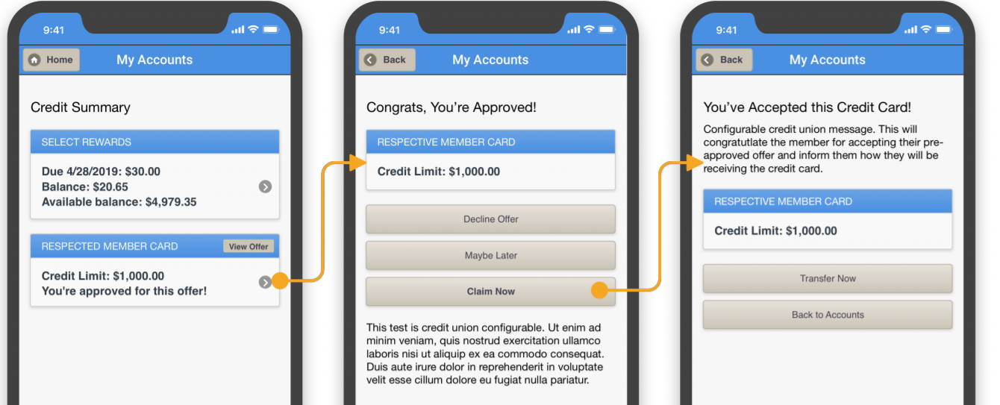 9:41
Home
My Accounts
Credit Summary
SELECT REWARDS
Due 4/28/2019: $30.00
Balance: $20.65
Available balance: $4,979.35
RESPECTED MEMBER CARD
View Offer
Credit Limit: $1,000.00
You're approved for this offer!
9:41
Back
My Accounts
Congrats, You’re Approved!
RESPECTIVE MEMBER CARD
Credit Limit: $1,000.00
Decline Offer
Maybe Later
Claim Now
This test is credit union configurable. Ut enim ad
minim veniam, quis nostrud exercitation ullamco
laboris nisi ut aliquip ex ea commodo consequat.
Duis aute irure dolor in reprehenderit in voluptate
velit esse cillum dolore eu fugiat nulla pariatur.
9:41
Back
My Accounts
You’ve Accepted this Credit Card!
Configurable credit union message. This will
congratutlate the member for accepting their pre-
approved offer and inform them how they will be
receiving the credit card.
RESPECTIVE MEMBER CARD
Credit Limit: $1,000.00
Transfer Now
Back to Accounts